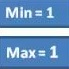 Min = 1
Max = 1